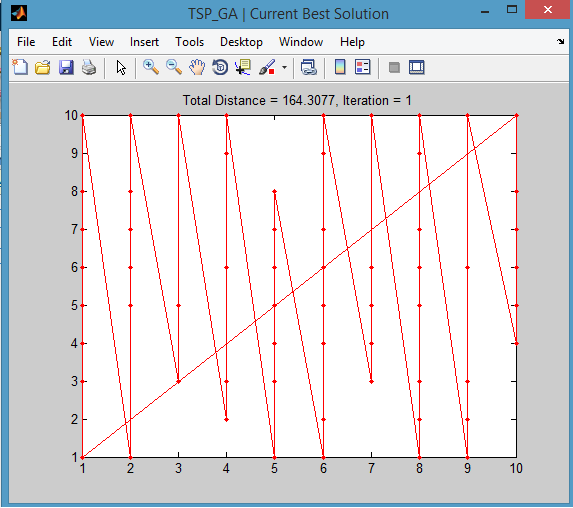 TSP_GA | Current Best Solution
File Edit View Insert Tools Desktop Window Help
Total Distance = 164.3077, Iteration = 1
10
9
8
7
6
5
4
3
2
1
1 2 3 4 5 6 7 8 9 10